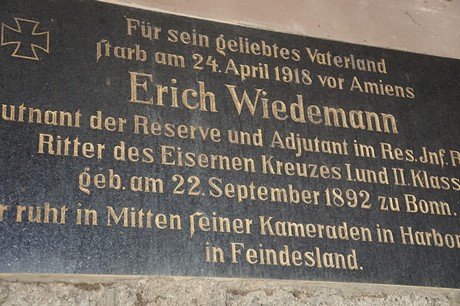 Für sein geliebtes Vaterland
ſtarb am 24. April 1918 vor Amiens
Erich Wiedemann
utnant der Reserve und Adjutant im Res. Jnf. R
Ritter des Eisernen Kreuzes I. und II. Klass
geb. am 22. September 1892 zu Bonn.
r ruht in Mitten ſeiner Kameraden in Harbon
in Feindesland.